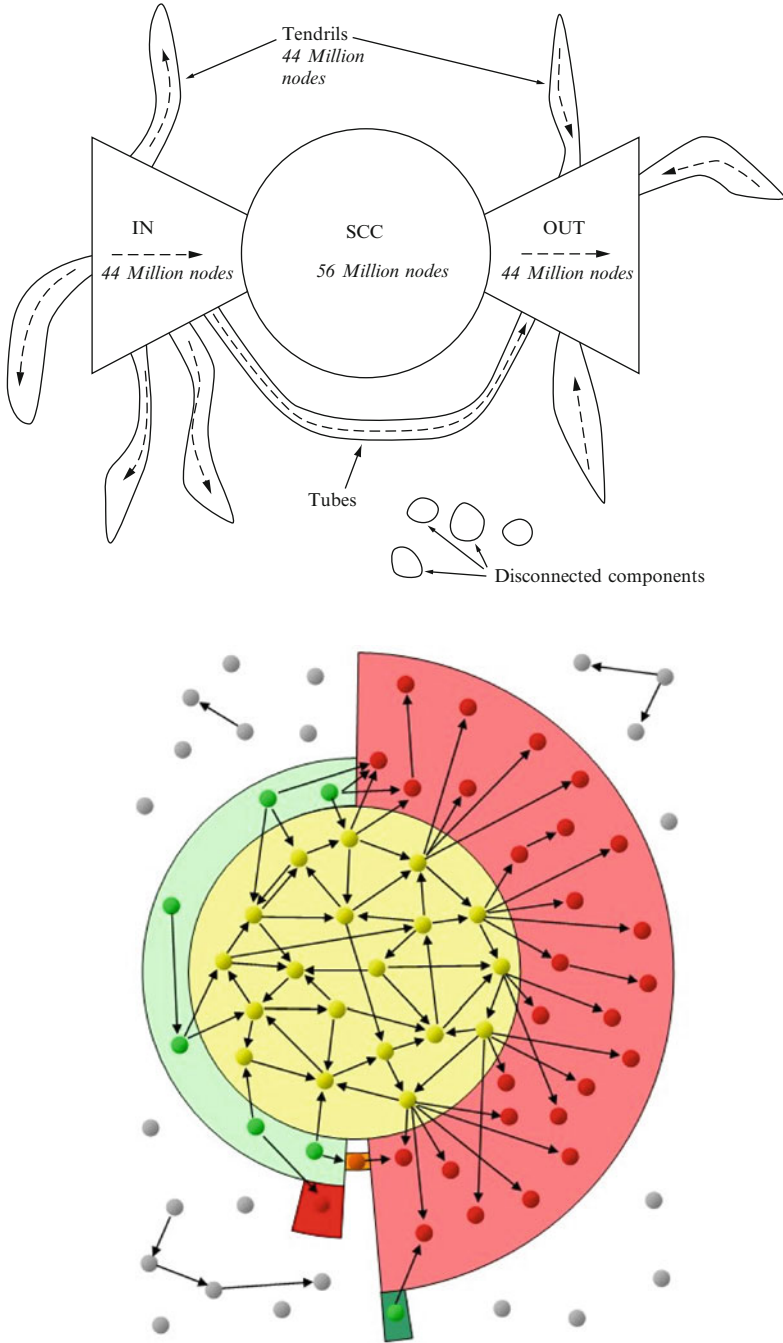 Tendrils
44 Million
nodes
IN
44 Million nodes
SCC
56 Million nodes
OUT
44 Million nodes
Tubes
Disconnected components